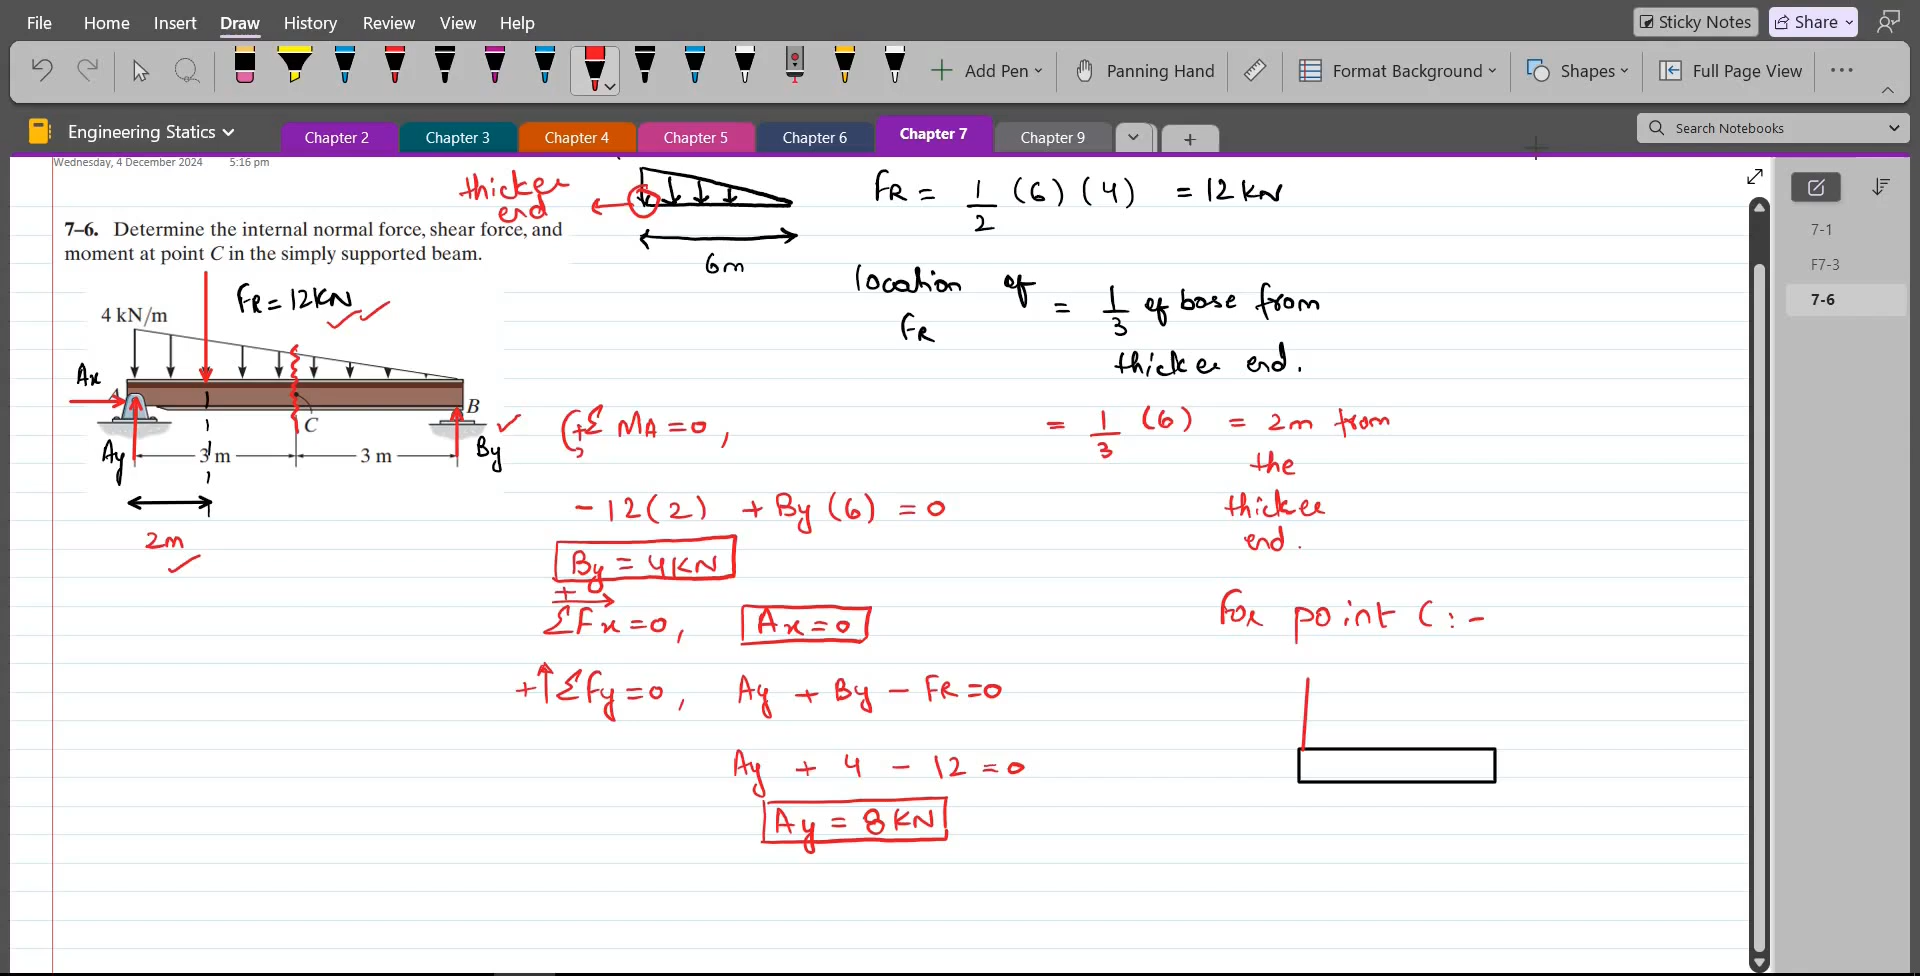 File Home Insert Draw History Review View Help
Sticky Notes Share
Add Pen Panning Hand Format Background Shapes Full Page View
Engineering Statics Chapter 2 Chapter 3 Chapter 4 Chapter 5 Chapter 6 Chapter 7 Chapter 9 + Search Notebooks
7-1
F7-3
7-6
Wednesday, 4 December 2024 5:16 pm
7–6. Determine the internal normal force, shear force, and
moment at point C in the simply supported beam.
FR = 12KN
4 kN/m
Ax
A
B
C
Ay
3 m
3 m
By
2m
thicker
end
6m
FR = 1/2 (6) (4) = 12 KN
location of FR = 1/3 of base from
thicker end.
= 1/3 (6) = 2m from
the
thicker
end.
(+ Σ MA = 0,
- 12 (2) + By (6) = 0
By = 4KN
+
ΣFx = 0, Ax = 0
+↑ ΣFy = 0, Ay + By - FR = 0
Ay + 4 - 12 = 0
Ay = 8 KN
For point C : -